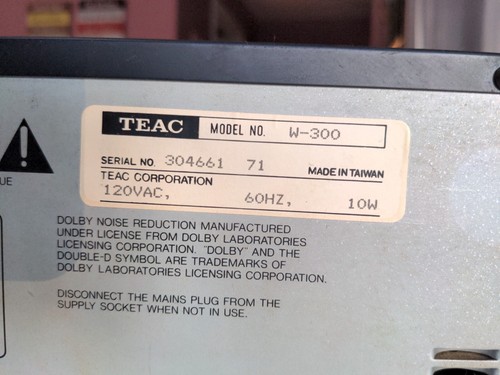 TEAC MODEL NO. W-300
SERIAL NO. 304661 71 MADE IN TAIWAN
TEAC CORPORATION
120VAC, 60HZ, 10W
UE
DOLBY NOISE REDUCTION MANUFACTURED
UNDER LICENSE FROM DOLBY LABORATORIES
LICENSING CORPORATION. "DOLBY" AND THE
DOUBLE-D SYMBOL ARE TRADEMARKS OF
DOLBY LABORATORIES LICENSING CORPORATION.
DISCONNECT THE MAINS PLUG FROM THE
SUPPLY SOCKET WHEN NOT IN USE.